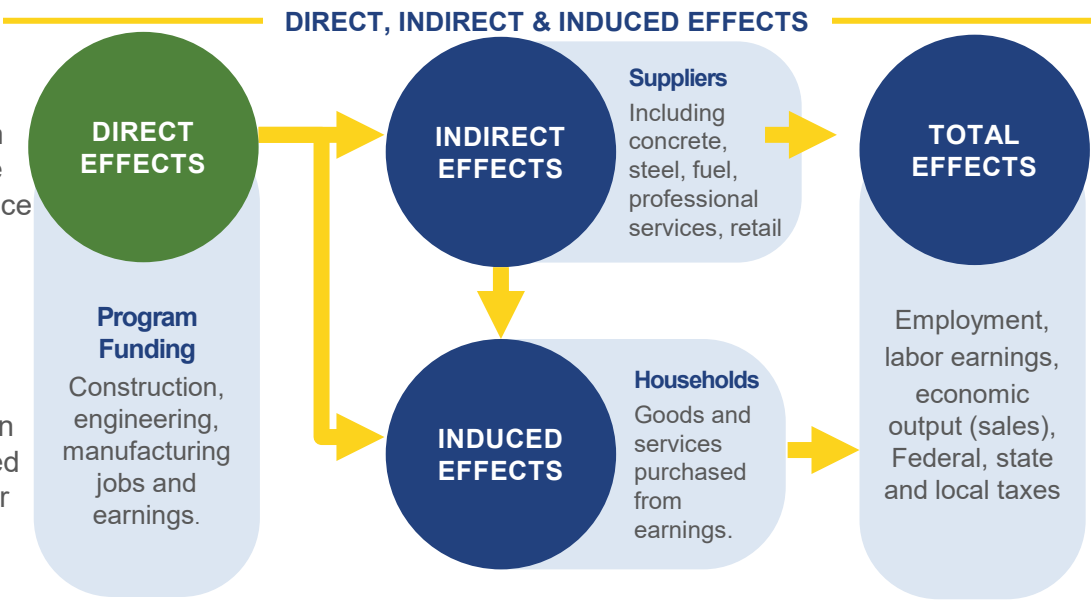 DIRECT, INDIRECT & INDUCED EFFECTS
DIRECT
EFFECTS
Program
Funding
Construction,
engineering,
manufacturing
jobs and
earnings.
INDIRECT
EFFECTS
Suppliers
Including
concrete,
steel, fuel,
professional
services, retail
INDUCED
EFFECTS
Households
Goods and
services
purchased
from
earnings.
TOTAL
EFFECTS
Employment,
labor earnings,
economic
output (sales),
Federal, state
and local taxes